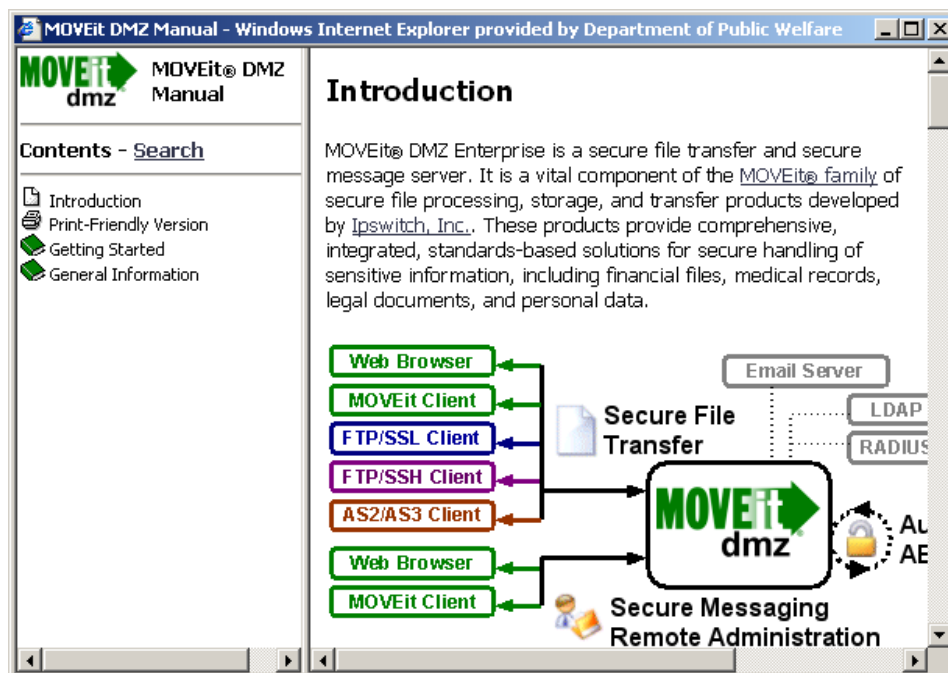 MOVEit DMZ Manual - Windows Internet Explorer provided by Department of Public Welfare
MOVEit dmz
MOVEit® DMZ
Manual
Contents - Search
Introduction
Print-Friendly Version
Getting Started
General Information
Introduction
MOVEit® DMZ Enterprise is a secure file transfer and secure
message server. It is a vital component of the MOVEit® family of
secure file processing, storage, and transfer products developed
by Ipswitch, Inc.. These products provide comprehensive,
integrated, standards-based solutions for secure handling of
sensitive information, including financial files, medical records,
legal documents, and personal data.
Web Browser
MOVEit Client
FTP/SSL Client
FTP/SSH Client
AS2/AS3 Client
Web Browser
MOVEit Client
Secure File
Transfer
Email Server
LDAP
RADIUS
MOVEit
dmz
Au
AE
Secure Messaging
Remote Administration